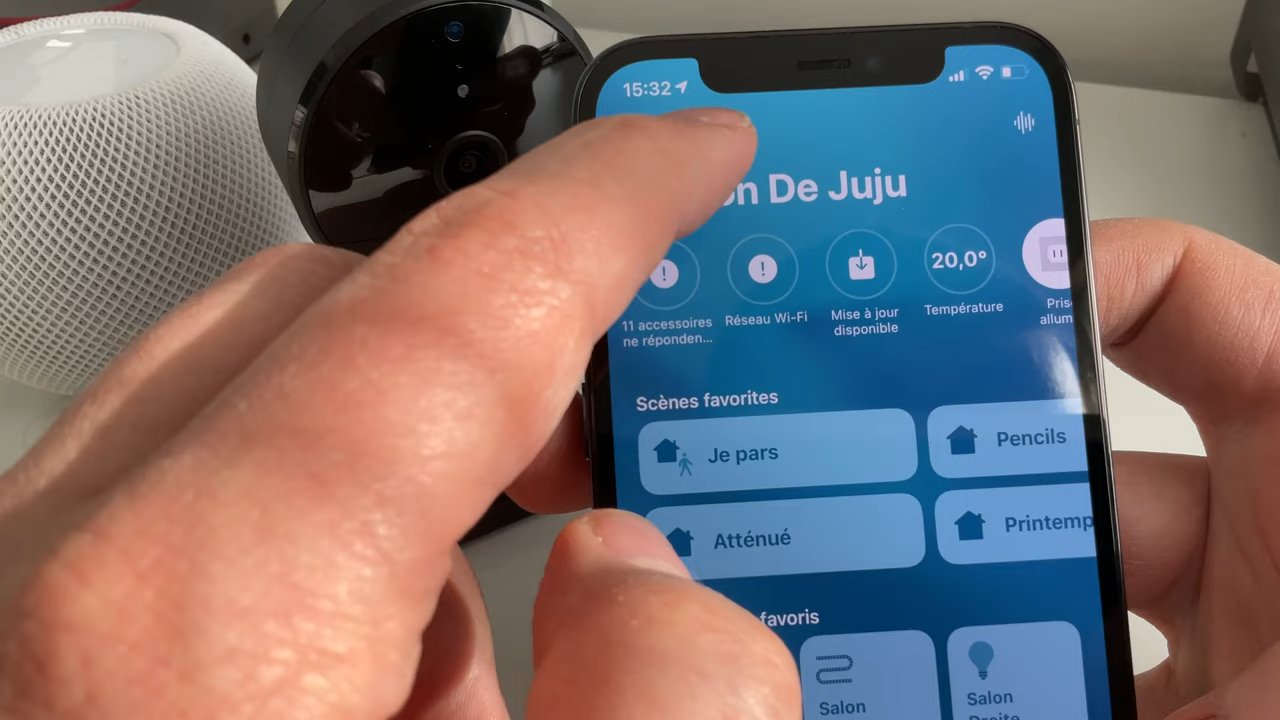 15:32
De Juju
20,0°
11 accessoires
ne réponden...
Réseau Wi-Fi
Mise à jour
disponible
Température
Scènes favorites
Je pars
Pencils
Atténué
favoris
Salon
Salon